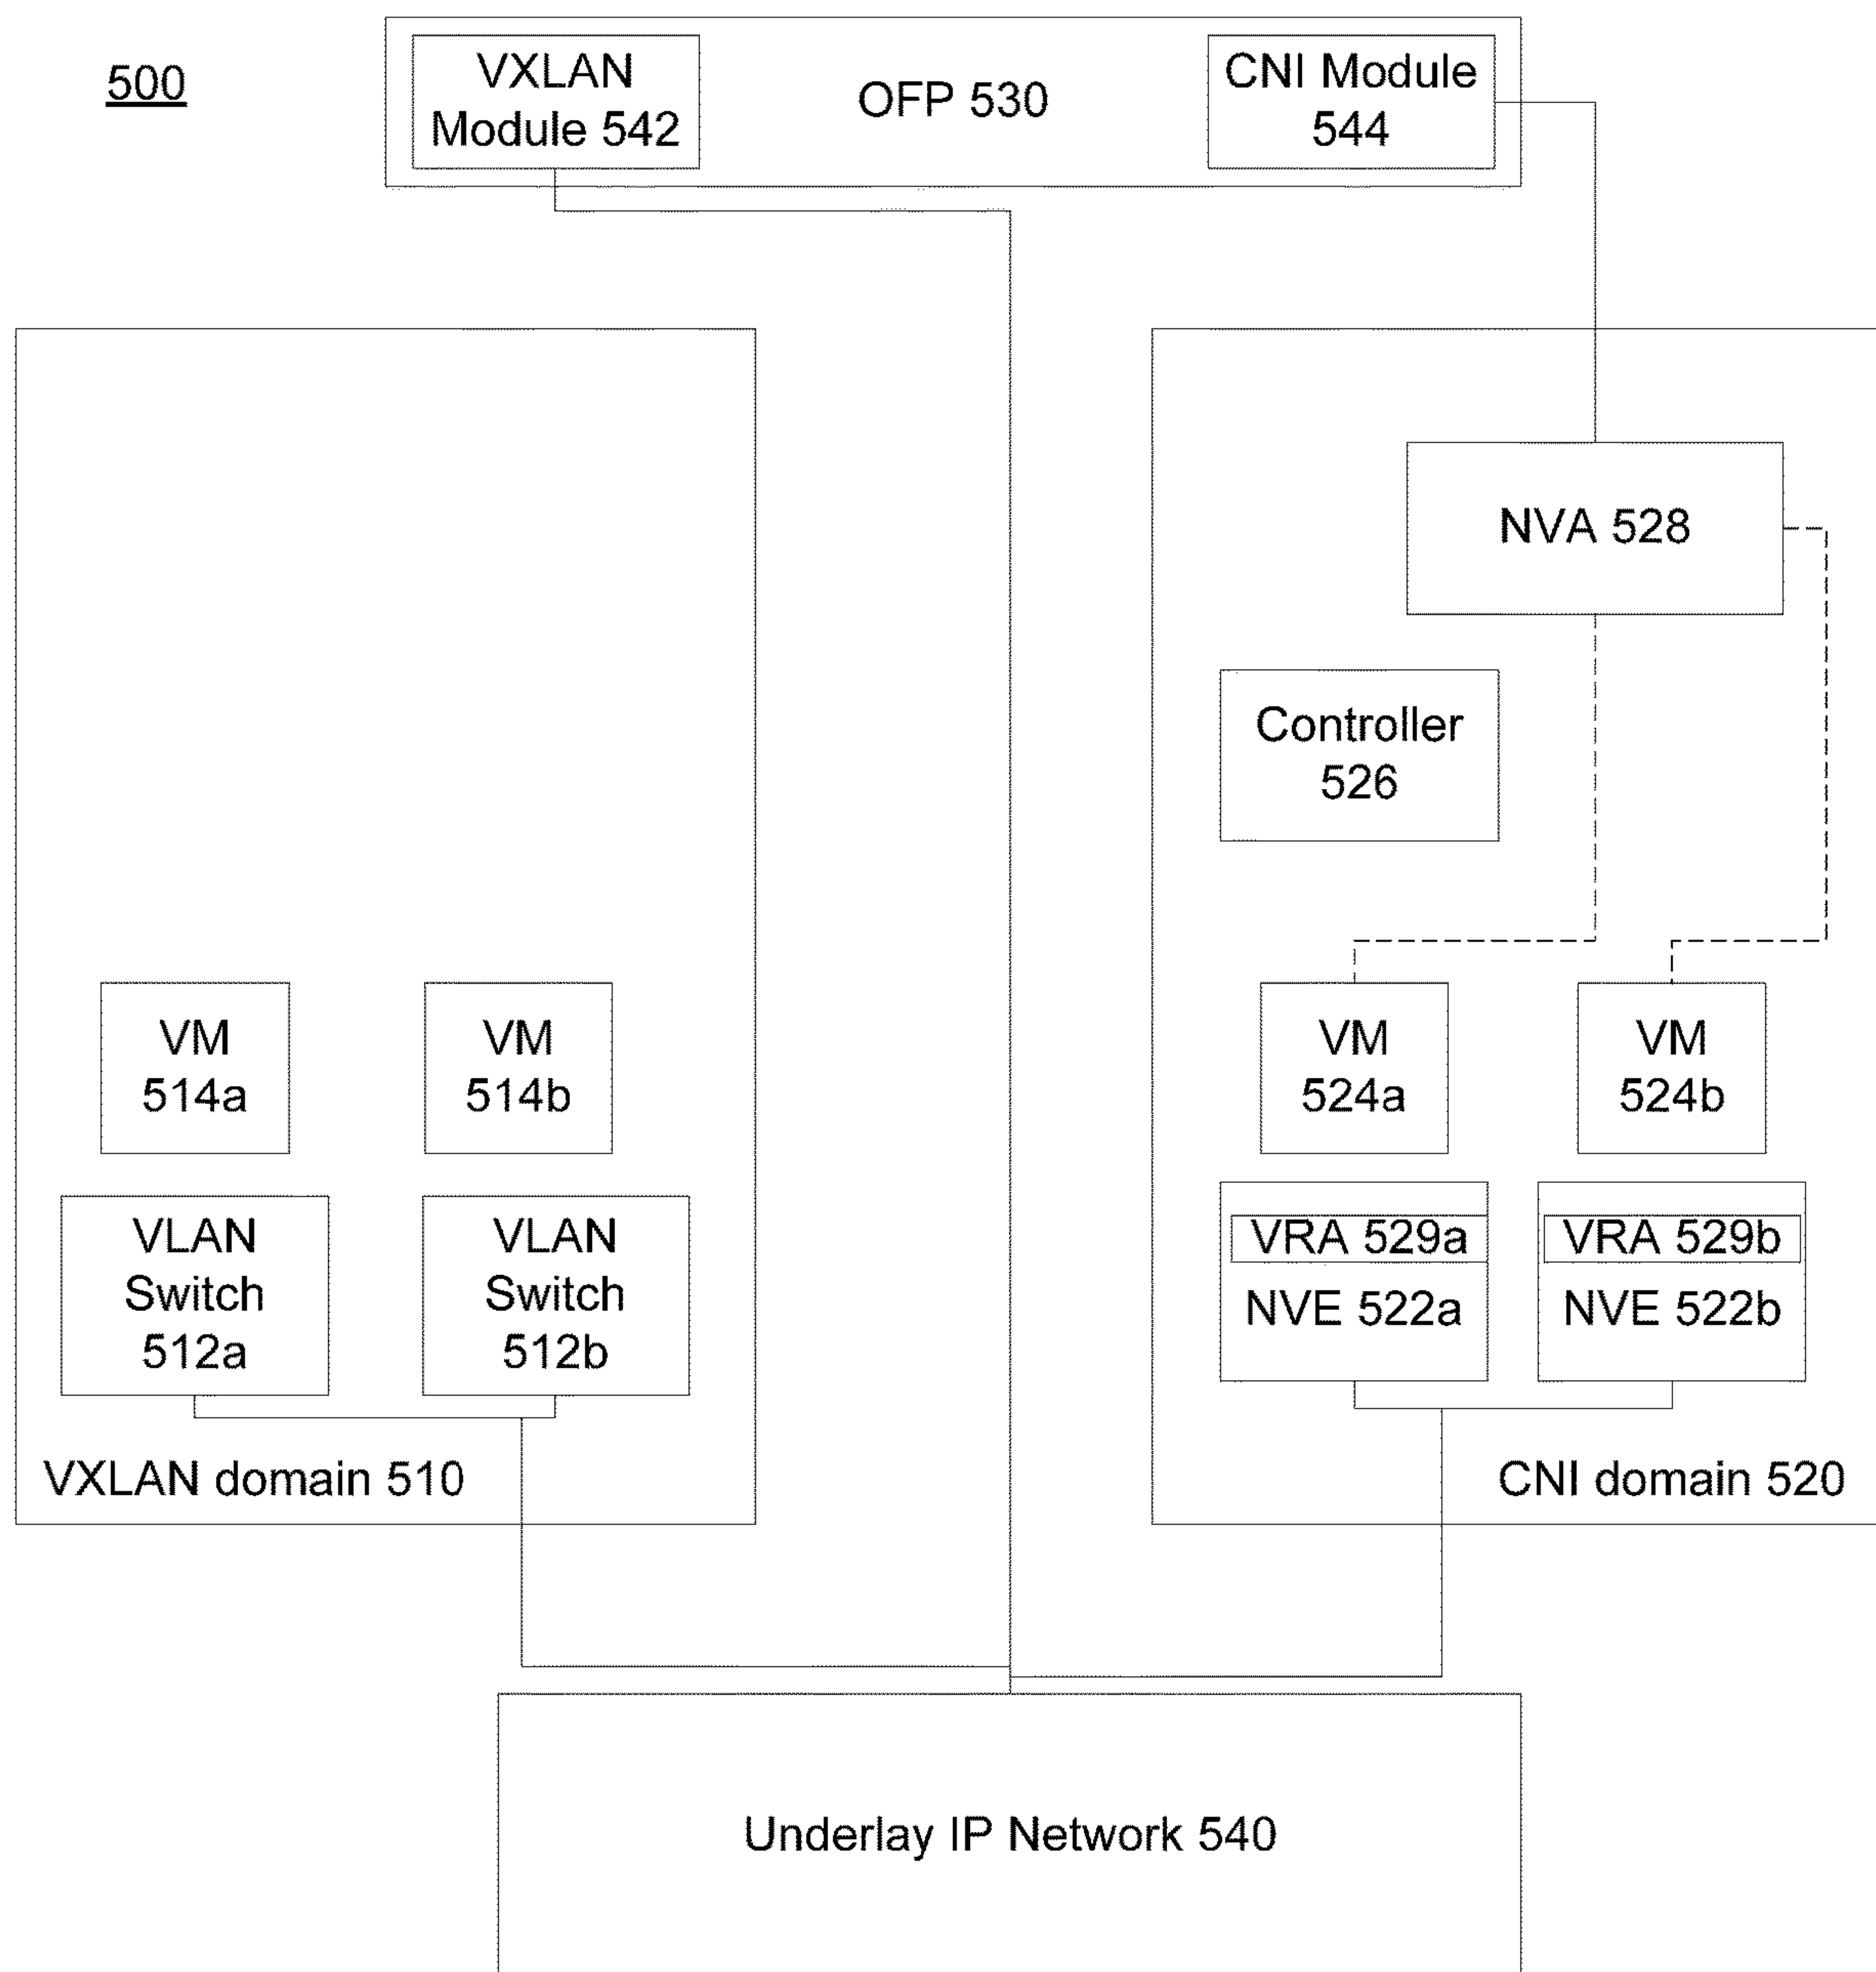 500
VXLAN
Module 542
OFP 530
CNI Module
544
NVA 528
Controller
526
VM
514a
VM
514b
VM
524a
VM
524b
VLAN
Switch
512a
VLAN
Switch
512b
VRA 529a
NVE 522a
VRA 529b
NVE 522b
VXLAN domain 510
CNI domain 520
Underlay IP Network 540